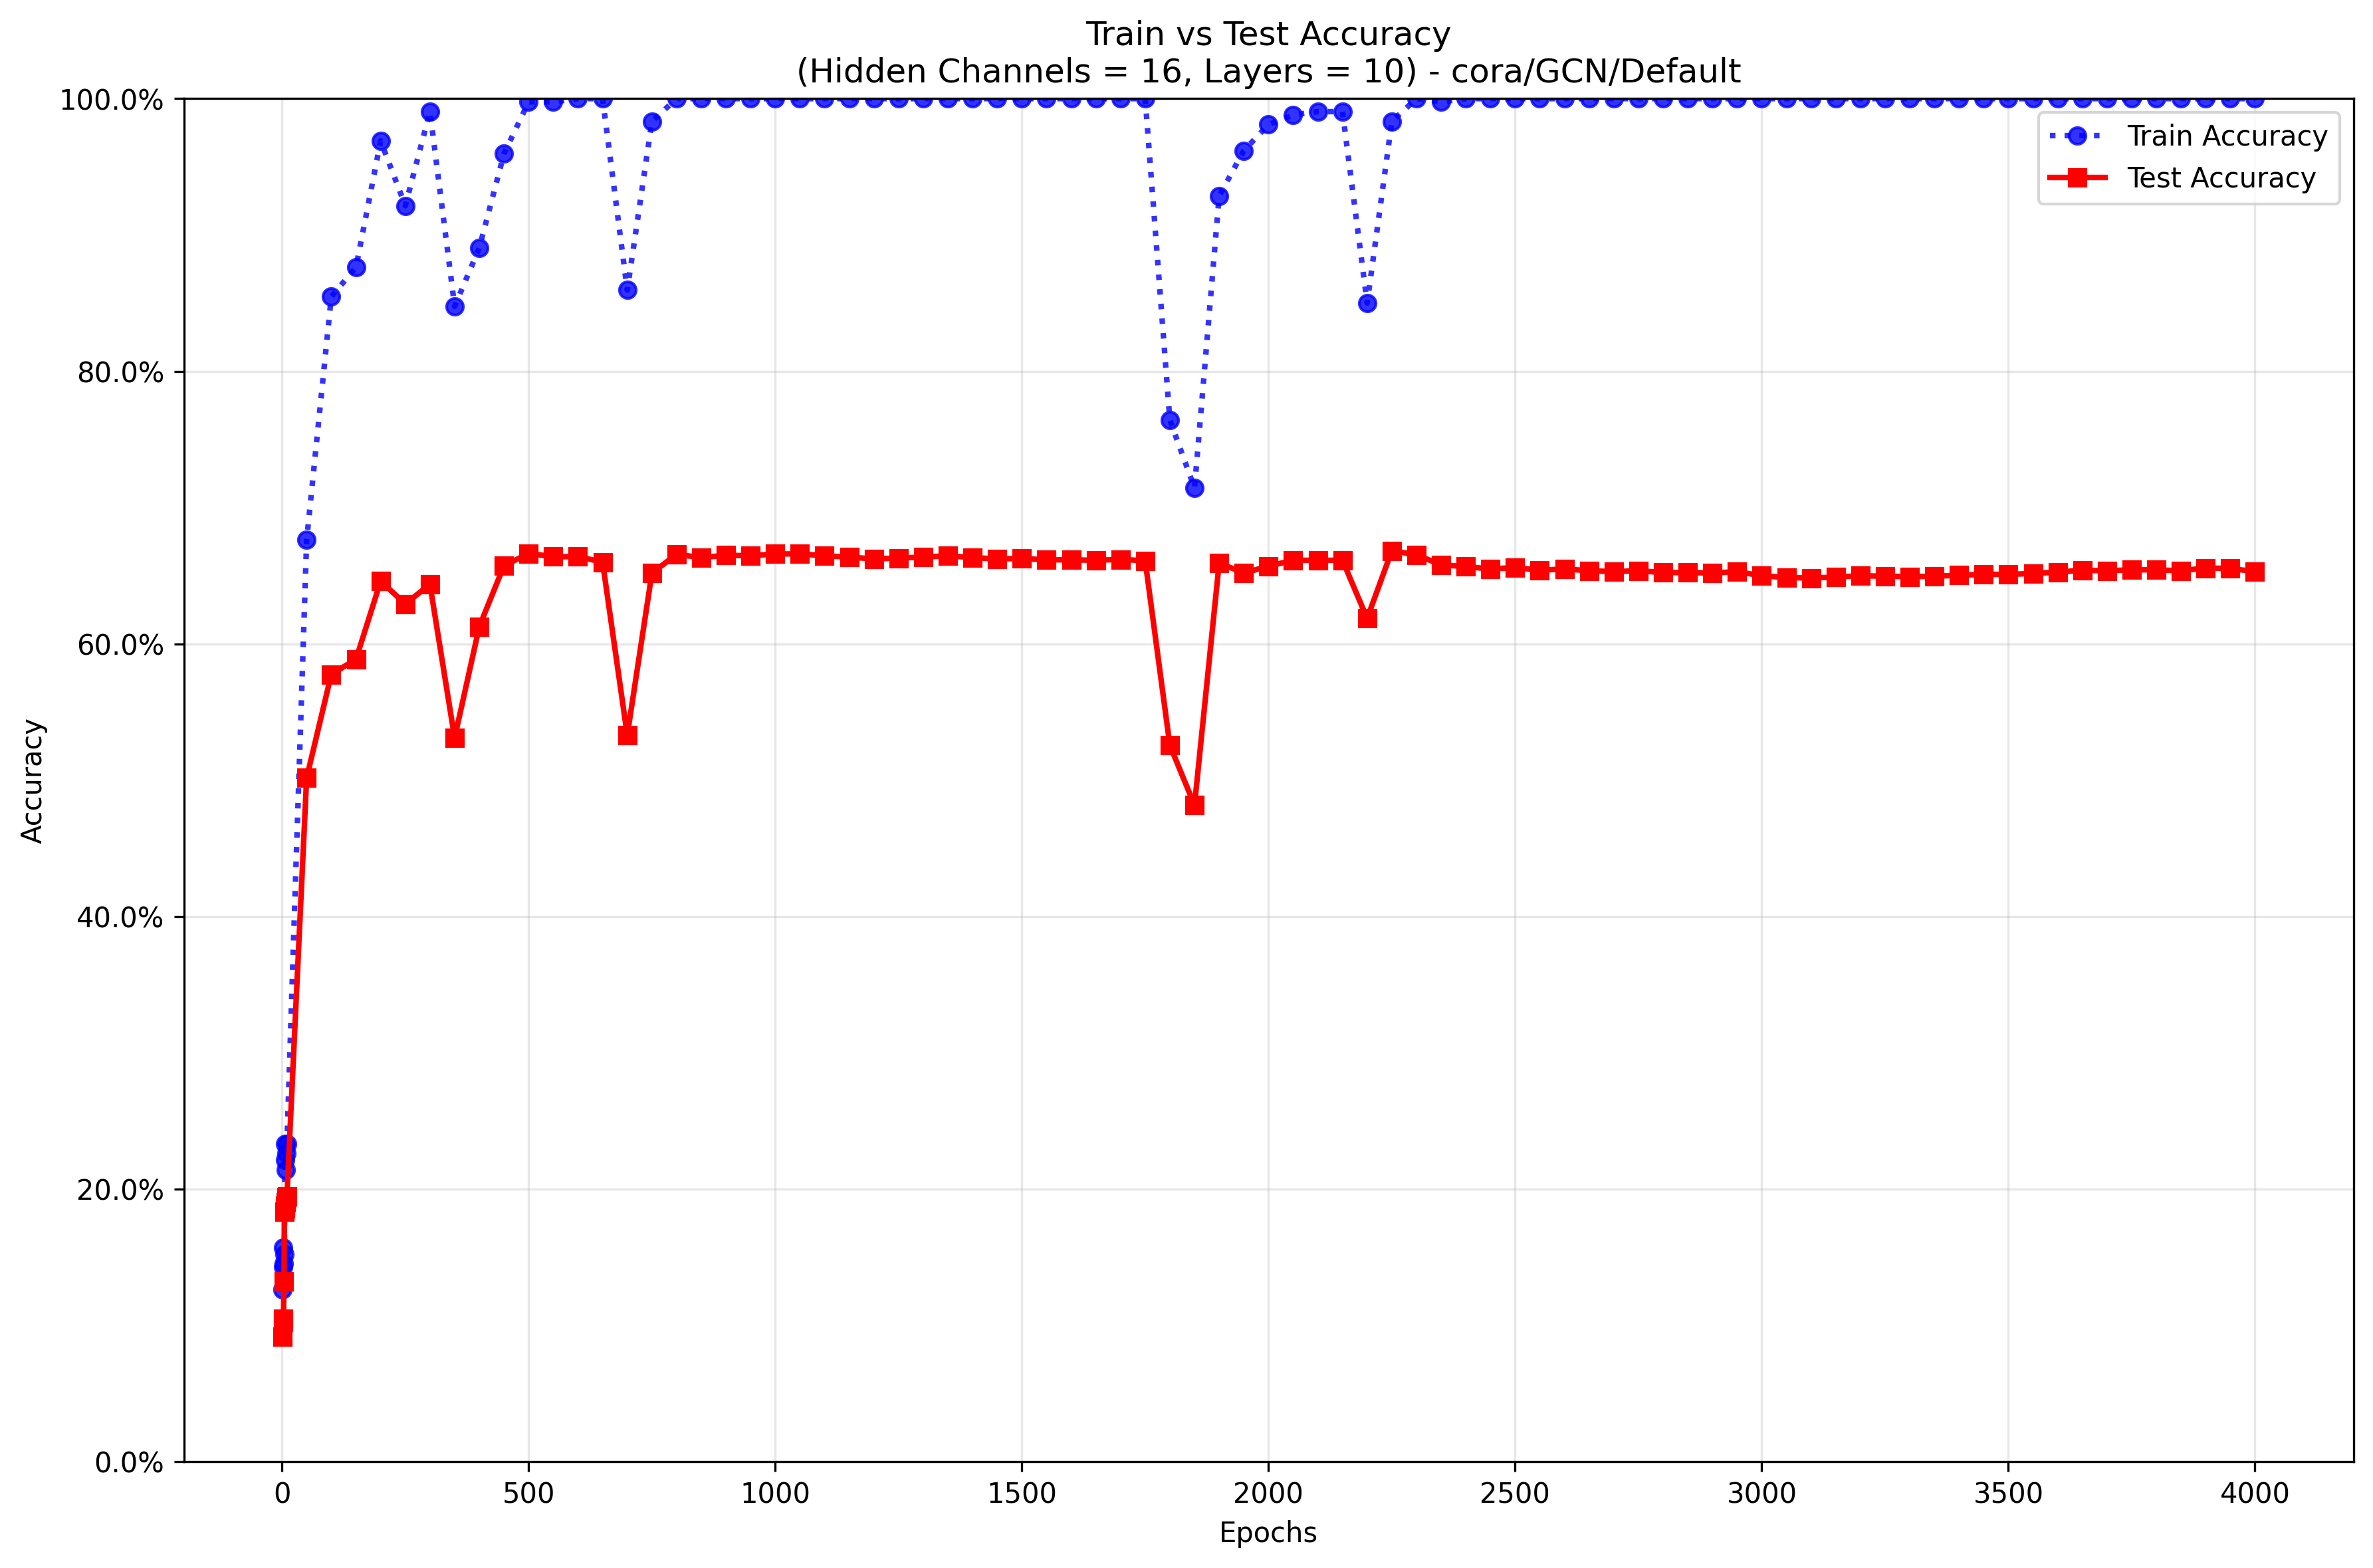 Train vs Test Accuracy
(Hidden Channels = 16, Layers = 10) - cora/GCN/Default
100.0%
80.0%
60.0%
40.0%
20.0%
0.0%
Accuracy
Train Accuracy
Test Accuracy
0 500 1000 1500 2000 2500 3000 3500 4000
Epochs